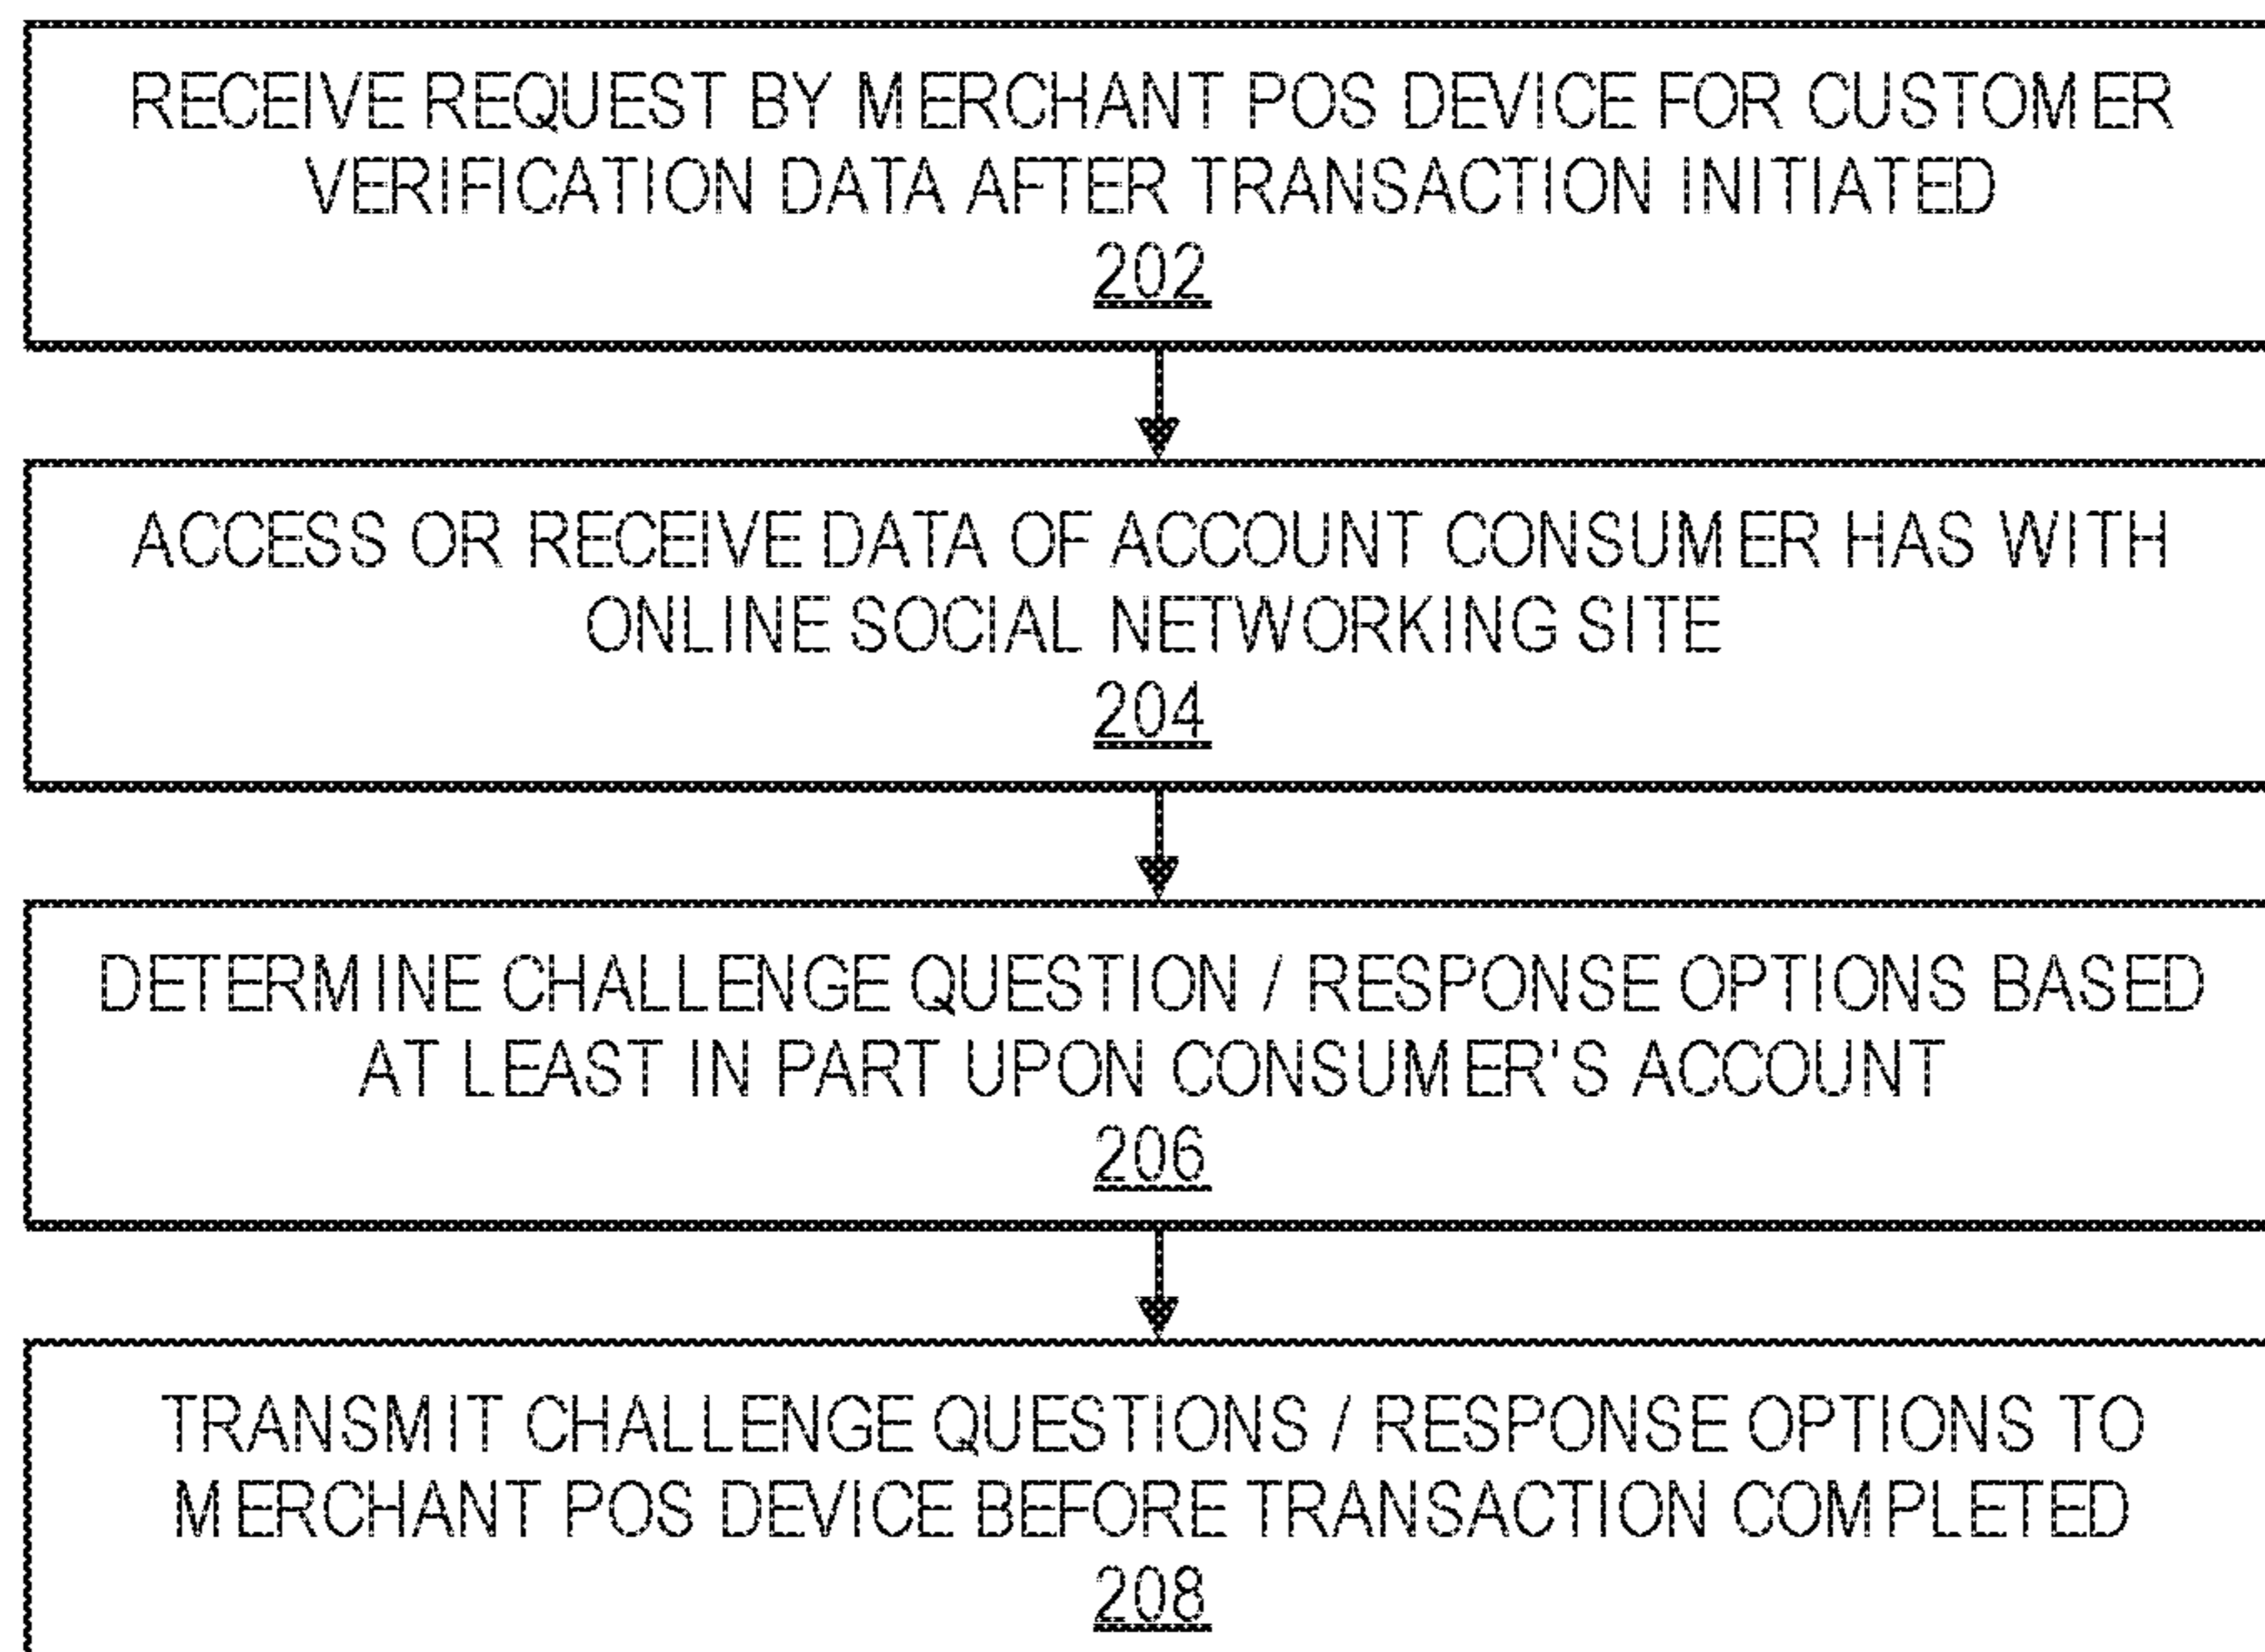 RECEIVE REQUEST BY MERCHANT POS DEVICE FOR CUSTOMER
VERIFICATION DATA AFTER TRANSACTION INITIATED
202
ACCESS OR RECEIVE DATA OF ACCOUNT CONSUMER HAS WITH
ONLINE SOCIAL NETWORKING SITE
204
DETERMINE CHALLENGE QUESTION / RESPONSE OPTIONS BASED
AT LEAST IN PART UPON CONSUMER'S ACCOUNT
206
TRANSMIT CHALLENGE QUESTIONS / RESPONSE OPTIONS TO
MERCHANT POS DEVICE BEFORE TRANSACTION COMPLETED
208